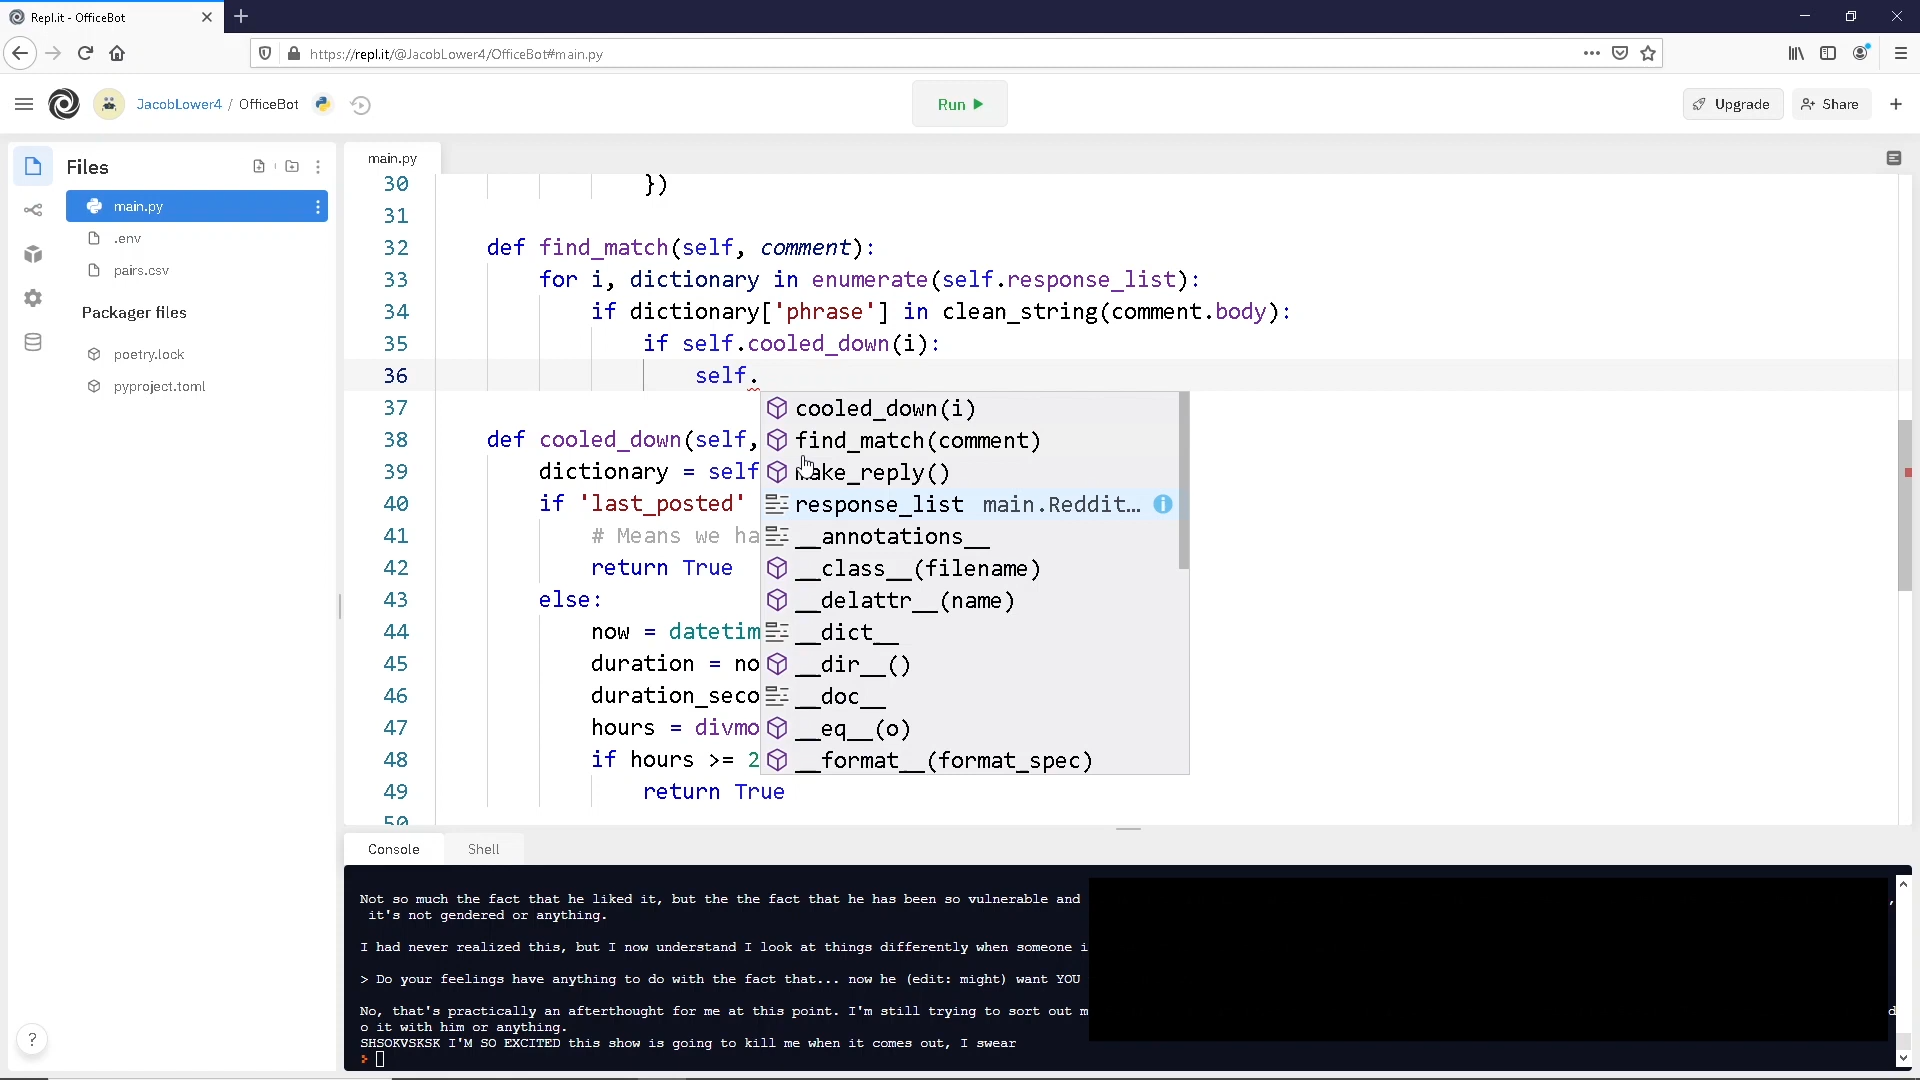 Repl.it - OfficeBot
https://repl.it/@JacobLower4/OfficeBot#main.py
JacobLower4 / OfficeBot
Run
Upgrade
Share
Files
main.py
.env
pairs.csv
Packager files
poetry.lock
pyproject.toml
main.py
30 })
31
32 def find_match(self, comment):
33 for i, dictionary in enumerate(self.response_list):
34 if dictionary['phrase'] in clean_string(comment.body):
35 if self.cooled_down(i):
36 self.
37
38 def cooled_down(self,
39 dictionary = self
40 if 'last_posted'
41 # Means we ha
42 return True
43 else:
44 now = datetim
45 duration = no
46 duration_seco
47 hours = divmo
48 if hours >= 2
49 return True
50
cooled_down(i)
find_match(comment)
make_reply()
response_list main.Reddit...
__annotations__
__class__(filename)
__delattr__(name)
__dict__
__dir__()
__doc__
__eq__(o)
__format__(format_spec)
Console
Shell
Not so much the fact that he liked it, but the the fact that he has been so vulnerable and ,
it's not gendered or anything.
I had never realized this, but I now understand I look at things differently when someone i
> Do your feelings have anything to do with the fact that... now he (edit: might) want YOU
No, that's practically an afterthought for me at this point. I'm still trying to sort out m d
o it with him or anything.
SHSOKVSKSK I'M SO EXCITED this show is going to kill me when it comes out, I swear
>
?